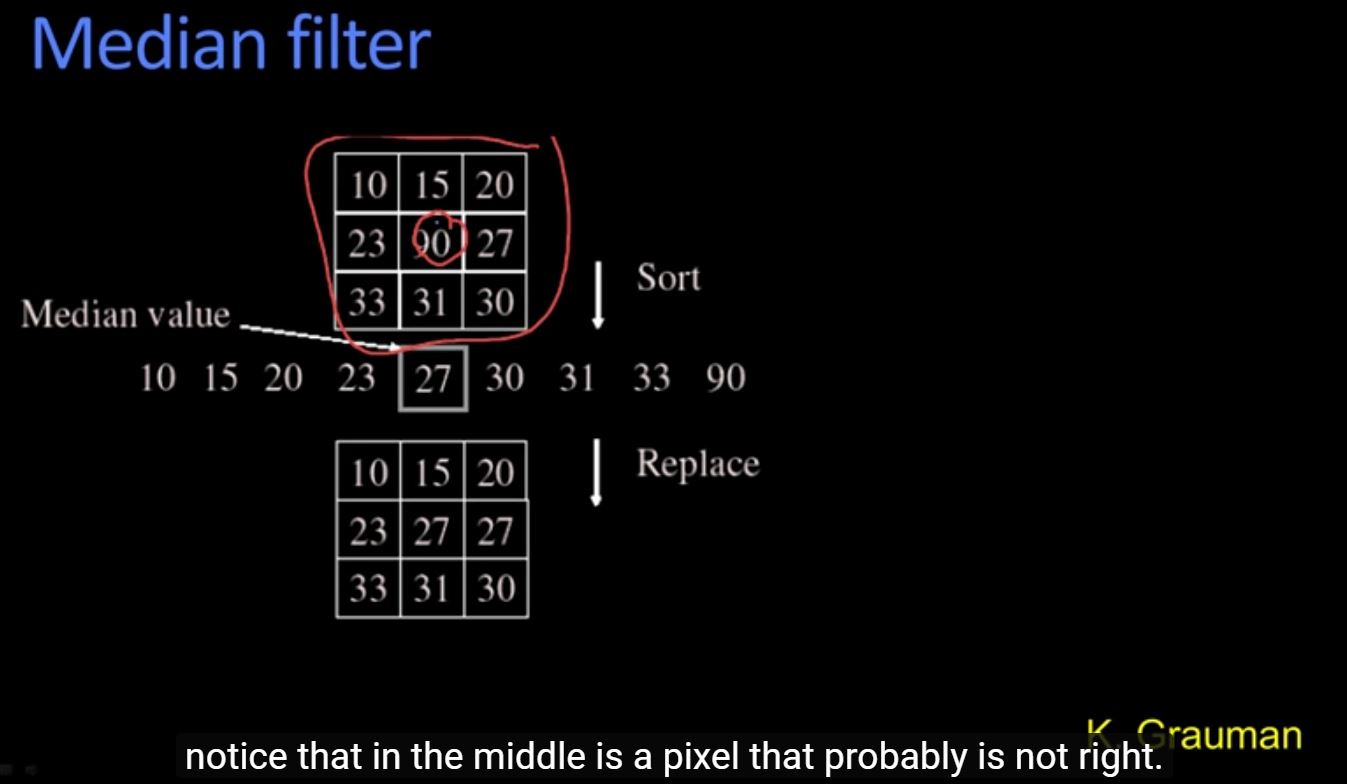 Median filter
10 15 20
23 90 27
33 31 30
Sort
Median value
10 15 20 23 27 30 31 33 90
10 15 20
23 27 27
33 31 30
Replace
K. Grauman
notice that in the middle is a pixel that probably is not right.